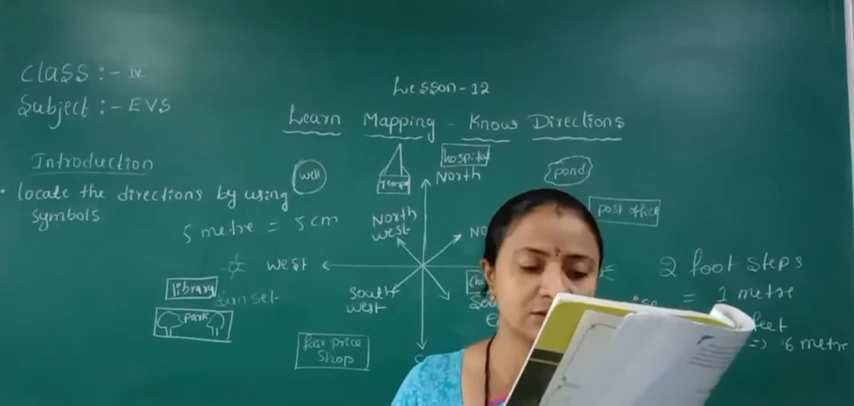 Class :- IV
Subject :- EVS
Lesson-12
Learn Mapping - Know Directions
Introduction
• locate the directions by using
symbols
5 metre = 5 cm
well
Temple
hospital
North
pond
post office
North
west
No
west
library
Sun set
park
South
west
fair price
Shop
2 foot steps
= 1 metre
feet
=> 6 metre